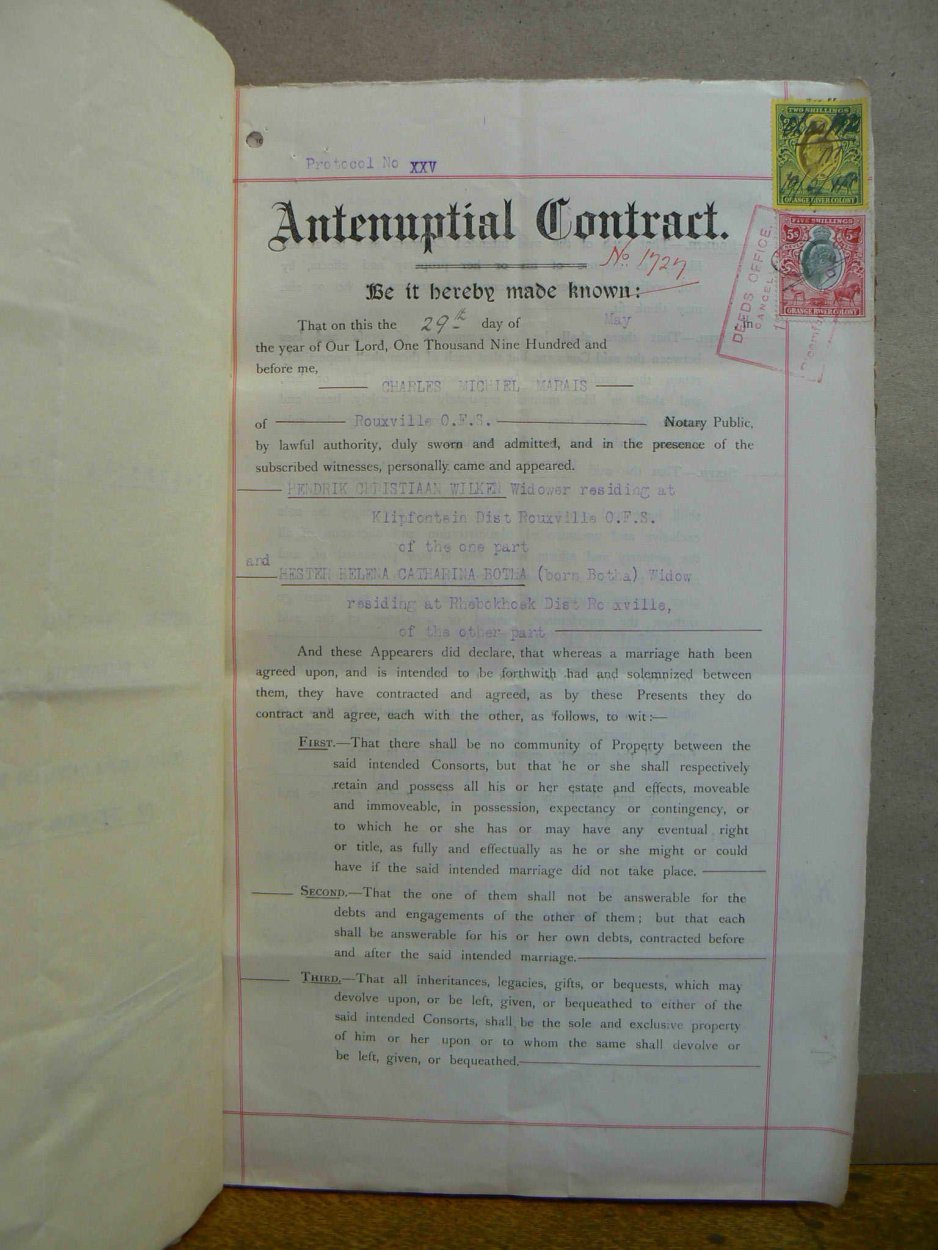 Protocol No XXV
TWO SHILLINGS
ORANGE RIVER COLONY
FIVE SHILLINGS
5s 5s
ORANGE RIVER COLONY
DEEDS OFFICE,
Antenuptial Contract.
No 1727
Be it hereby made known:
That on this the 29th day of May in
the year of Our Lord, One Thousand Nine Hundred and
before me,
CHARLES MICHIEL MARAIS
of Rouxville O.F.S. Notary Public,
by lawful authority, duly sworn and admitted, and in the presence of the
subscribed witnesses, personally came and appeared.
HENDRIK CHRISTIAAN WILKEN Widower residing at
Klipfontein Dist Rouxville O.F.S.
of the one part
and
HESTER HELENA CATHARINA BOTHA (born Botha) Widow
residing at Rhebokhoek Dist Ro xville,
of the other part
And these Appearers did declare, that whereas a marriage hath been
agreed upon, and is intended to be forthwith had and solemnized between
them, they have contracted and agreed, as by these Presents they do
contract and agree, each with the other, as follows, to wit:—
FIRST.—That there shall be no community of Property between the
said intended Consorts, but that he or she shall respectively
retain and possess all his or her estate and effects, moveable
and immoveable, in possession, expectancy or contingency, or
to which he or she has or may have any eventual right
or title, as fully and effectually as he or she might or could
have if the said intended marriage did not take place.
SECOND.—That the one of them shall not be answerable for the
debts and engagements of the other of them; but that each
shall be answerable for his or her own debts, contracted before
and after the said intended marriage.
THIRD.—That all inheritances, legacies, gifts, or bequests, which may
devolve upon, or be left, given, or bequeathed to either of the
said intended Consorts, shall be the sole and exclusive property
of him or her upon or to whom the same shall devolve or
be left, given, or bequeathed.